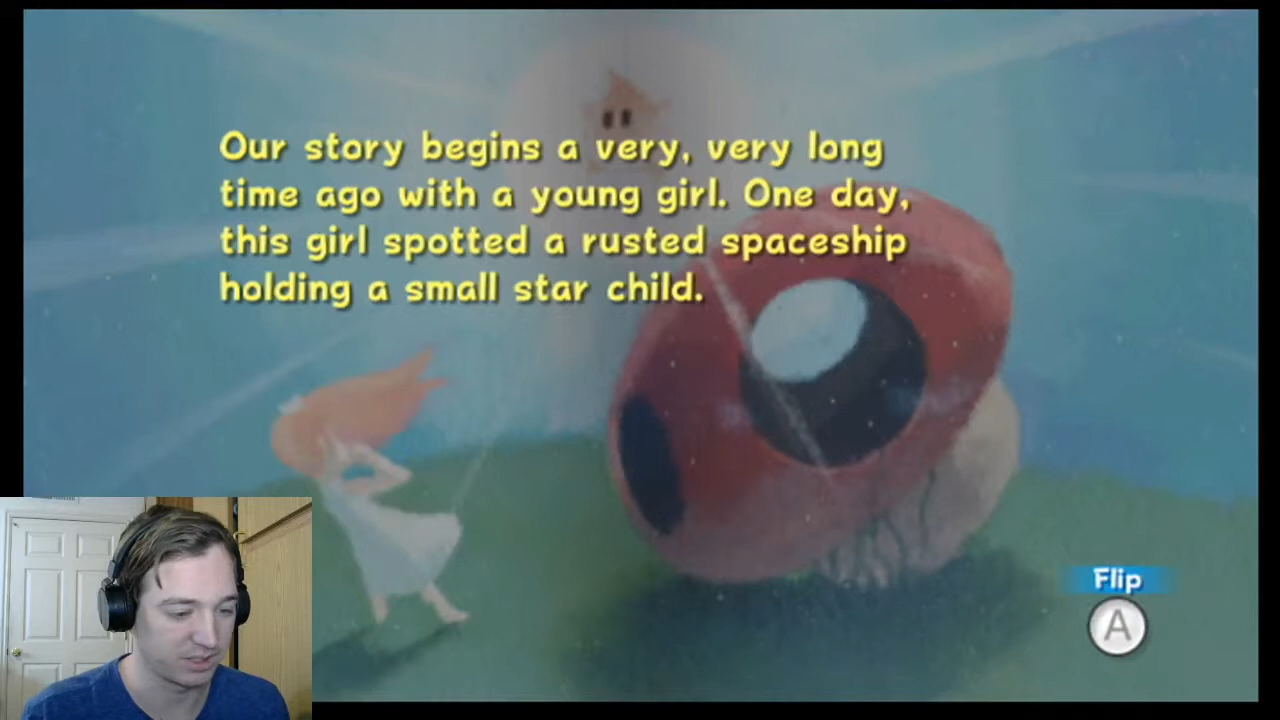 Our story begins a very, very long
time ago with a young girl. One day,
this girl spotted a rusted spaceship
holding a small star child.
Flip
A